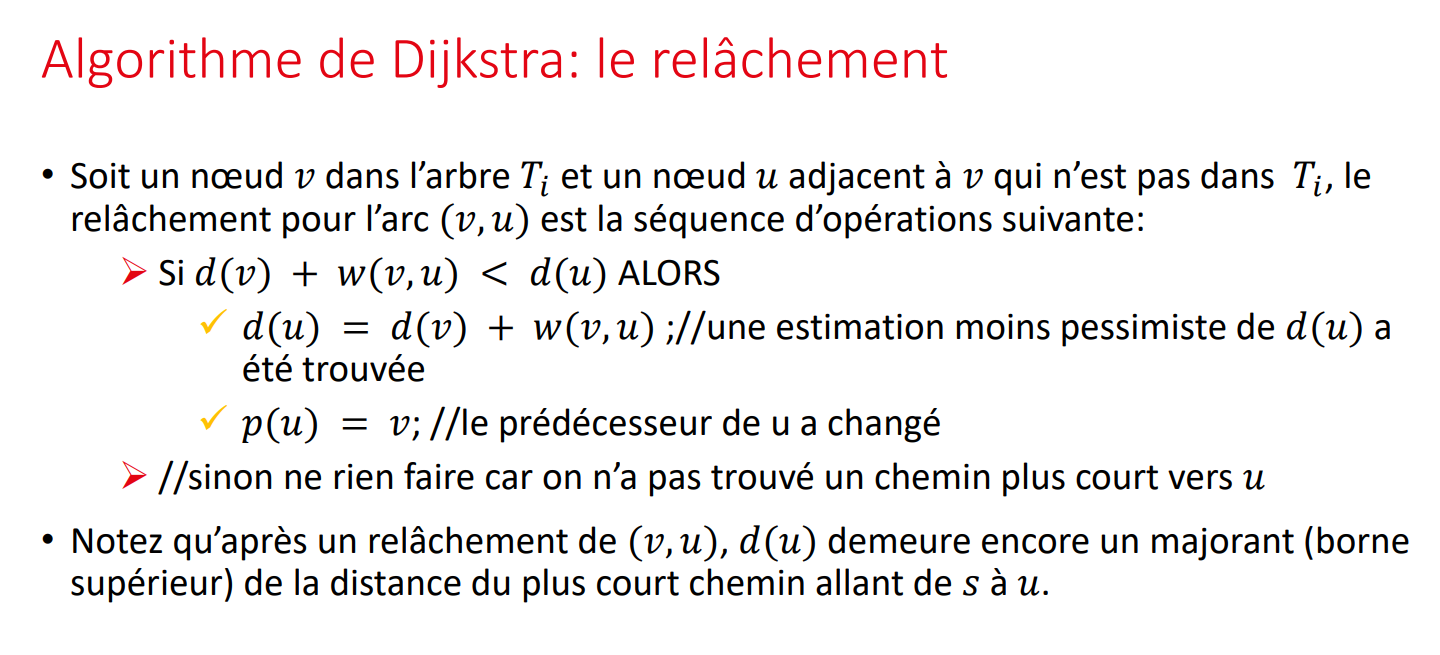 Algorithme de Dijkstra: le relâchement
• Soit un nœud v dans l'arbre Tᵢ et un nœud u adjacent à v qui n'est pas dans Tᵢ, le
relâchement pour l'arc (v, u) est la séquence d'opérations suivante:
➢ Si d(v) + w(v, u) < d(u) ALORS
✓ d(u) = d(v) + w(v, u) ;//une estimation moins pessimiste de d(u) a
été trouvée
✓ p(u) = v; //le prédécesseur de u a changé
➢ //sinon ne rien faire car on n'a pas trouvé un chemin plus court vers u
• Notez qu'après un relâchement de (v, u), d(u) demeure encore un majorant (borne
supérieur) de la distance du plus court chemin allant de s à u.